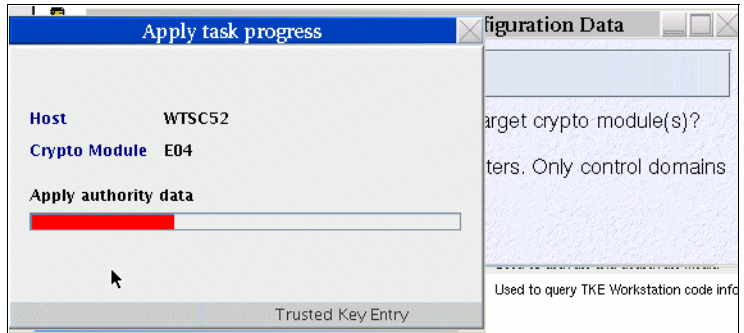 Apply task progress
figuration Data
Host WTSC52
Crypto Module E04
Apply authority data
Trusted Key Entry
arget crypto module(s)?
ters. Only control domains
Used to query TKE Workstation code info